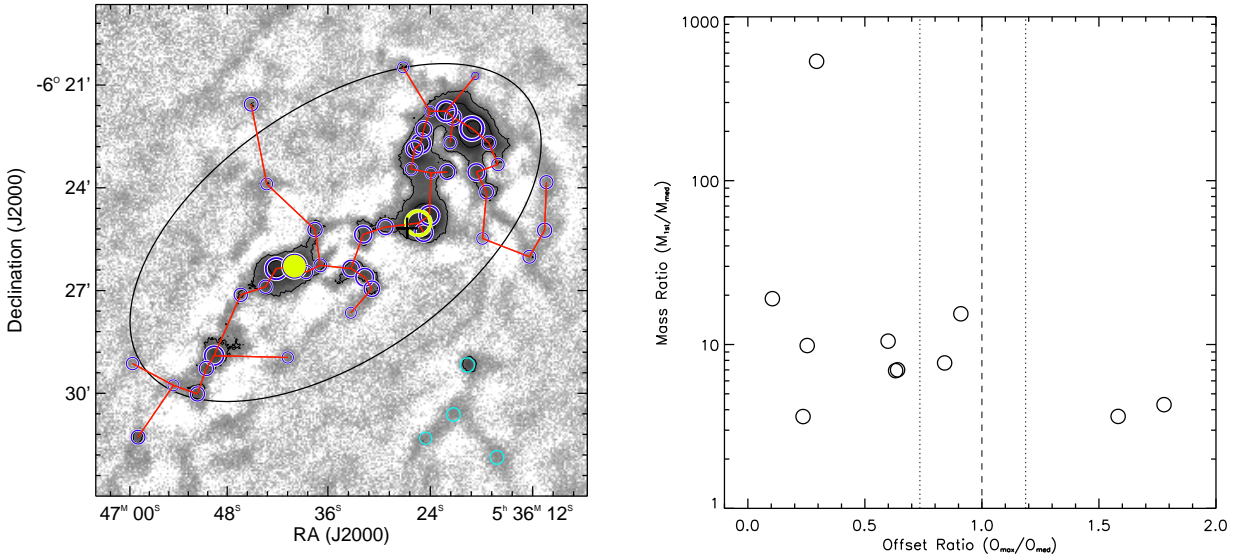 -6° 21'
24'
27'
30'
Declination (J2000)
47ᴹ 00ˢ
48ˢ
36ˢ
24ˢ
5ʰ 36ᴹ 12ˢ
RA (J2000)
1000
100
10
1
Mass Ratio (M₁ₛₜ/Mₘₑ𝒹)
0.0
0.5
1.0
1.5
2.0
Offset Ratio (Oₘₐₓ/Oₘₑ𝒹)